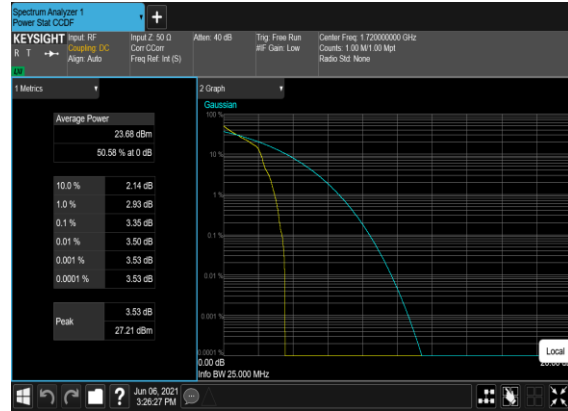 Spectrum Analyzer 1
Power Stat CCDF
KEYSIGHT
R T
LM
Input: RF
Coupling: DC
Align: Auto
Input Z: 50 Ω
Corr CCorr
Freq Ref: Int (S)
Atten: 40 dB
Trig: Free Run
#IF Gain: Low
Center Freq: 1.720000000 GHz
Counts: 1.00 M/1.00 Mpt
Radio Std: None
1 Metrics
Average Power
23.68 dBm
50.58 % at 0 dB
10.0 % 2.14 dB
1.0 % 2.93 dB
0.1 % 3.35 dB
0.01 % 3.50 dB
0.001 % 3.53 dB
0.0001 % 3.53 dB
Peak
3.53 dB
27.21 dBm
2 Graph
Gaussian
100 %
10 %
1 %
0.1 %
0.01 %
0.001 %
0.0001 %
0.00 dB
Info BW 25.000 MHz
Local
?
Jun 06, 2021
3:26:27 PM